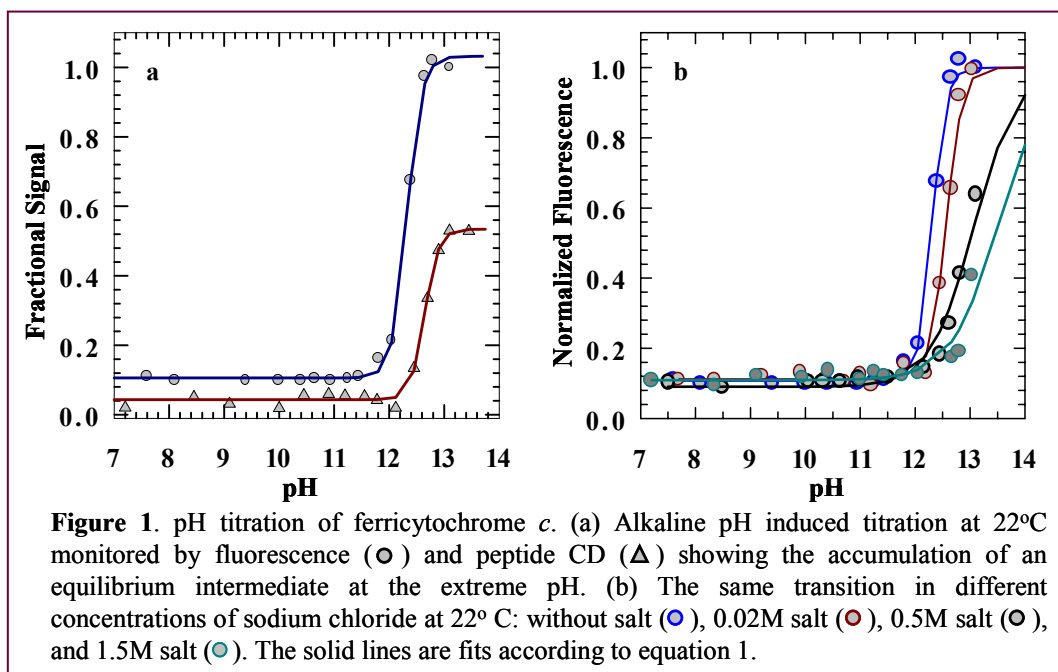 a
Fractional Signal
1.0
0.8
0.6
0.4
0.2
0.0
7 8 9 10 11 12 13 14
pH
b
Normalized Fluorescence
1.0
0.8
0.6
0.4
0.2
0.0
7 8 9 10 11 12 13 14
pH
Figure 1. pH titration of ferricytochrome c. (a) Alkaline pH induced titration at 22°C
monitored by fluorescence ( ) and peptide CD ( ) showing the accumulation of an
equilibrium intermediate at the extreme pH. (b) The same transition in different
concentrations of sodium chloride at 22° C: without salt ( ), 0.02M salt ( ), 0.5M salt ( ),
and 1.5M salt ( ). The solid lines are fits according to equation 1.